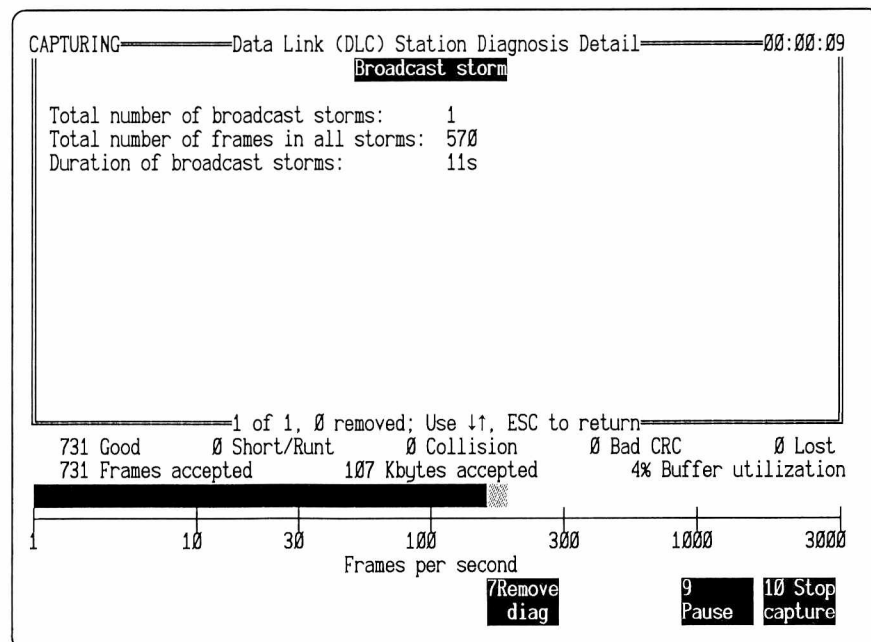 CAPTURING Data Link (DLC) Station Diagnosis Detail 00:00:09
Broadcast storm
Total number of broadcast storms: 1
Total number of frames in all storms: 570
Duration of broadcast storms: 11s
1 of 1, 0 removed; Use ↓↑, ESC to return
731 Good 0 Short/Runt 0 Collision 0 Bad CRC 0 Lost
731 Frames accepted 107 Kbytes accepted 4% Buffer utilization
1 10 30 100 300 1000 3000
Frames per second
7Remove diag
9 Pause
10 Stop capture